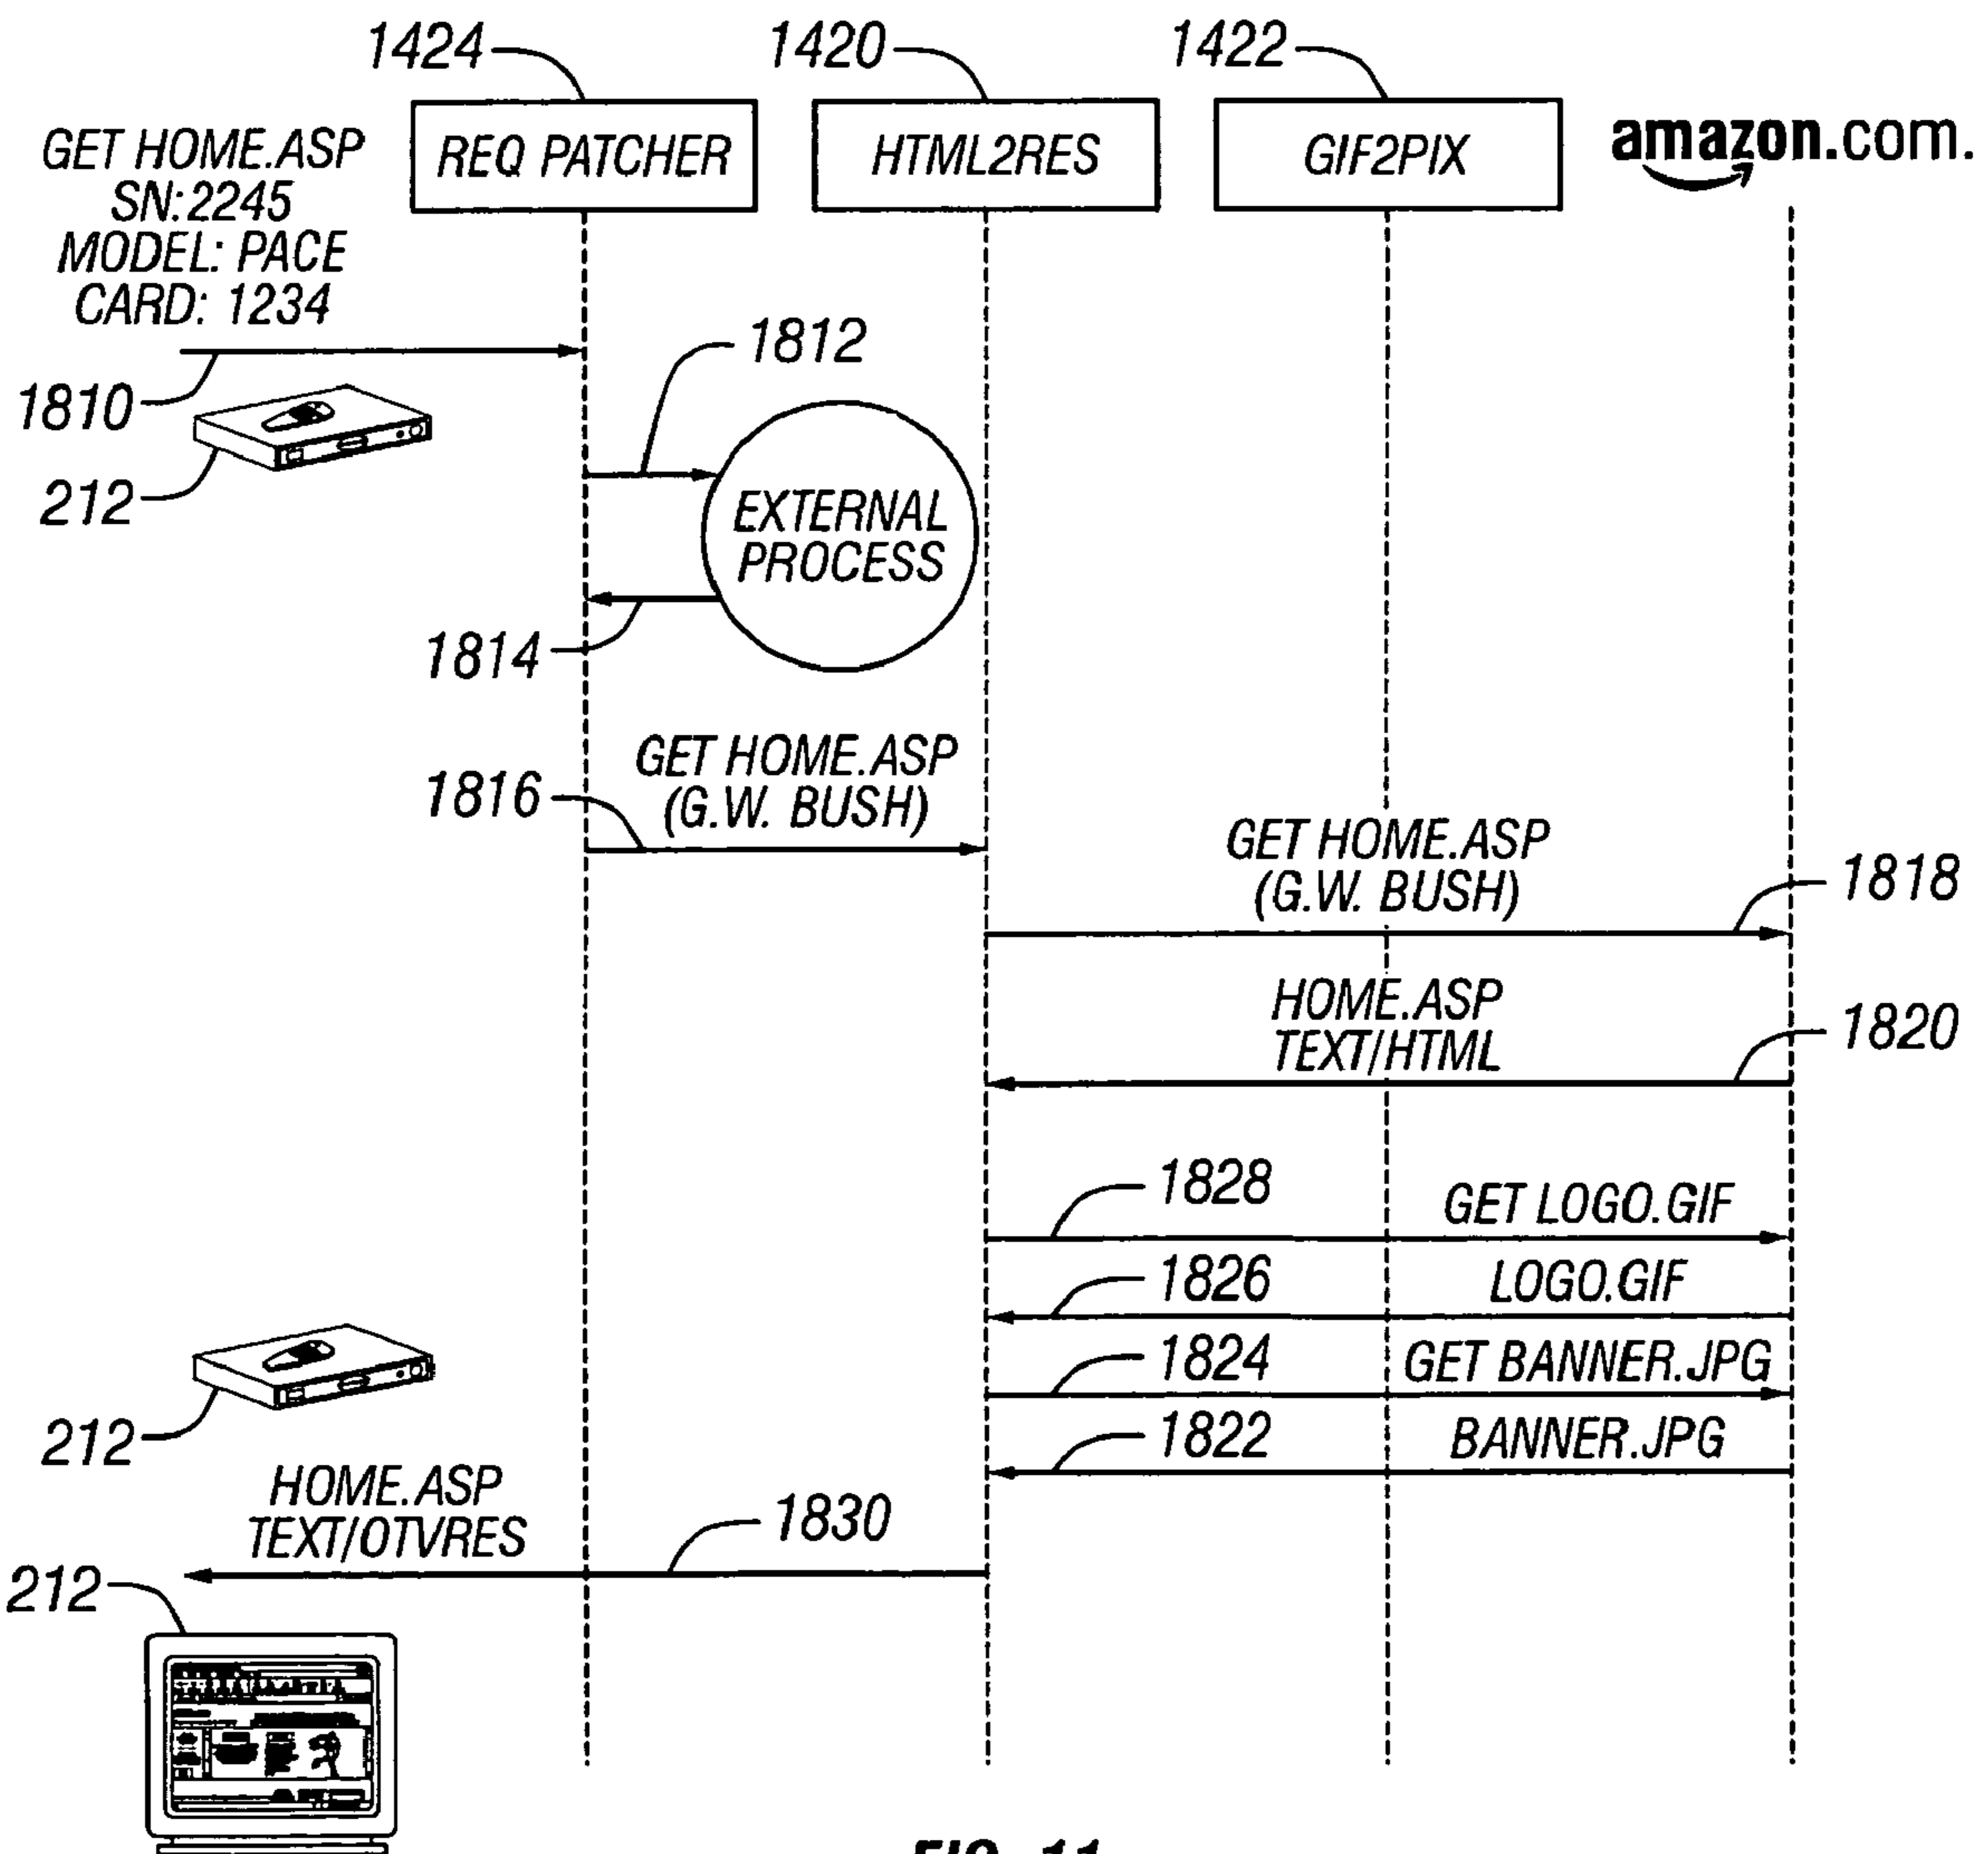 1424
1420
1422
GET HOME.ASP
SN:2245
MODEL: PACE
CARD: 1234
REQ PATCHER
HTML2RES
GIF2PIX
amazon.com.
1810
212
1812
EXTERNAL
PROCESS
1814
1816
GET HOME.ASP
(G.W. BUSH)
GET HOME.ASP
(G.W. BUSH)
1818
HOME.ASP
TEXT/HTML
1820
1828
GET LOGO.GIF
1826
LOGO.GIF
1824
GET BANNER.JPG
1822
BANNER.JPG
212
HOME.ASP
TEXT/OTVRES
1830
212
FIG. 11